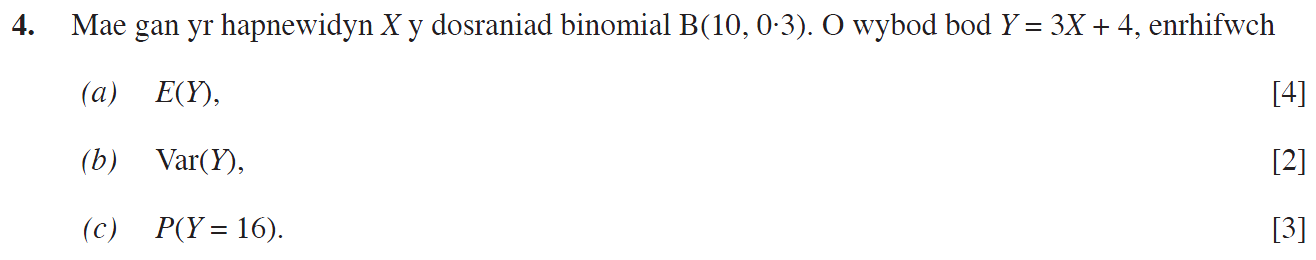 4. Mae gan yr hapnewidyn X y dosraniad binomial B(10, 0·3). O wybod bod Y = 3X + 4, enrhifwch
(a) E(Y), [4]
(b) Var(Y), [2]
(c) P(Y = 16). [3]